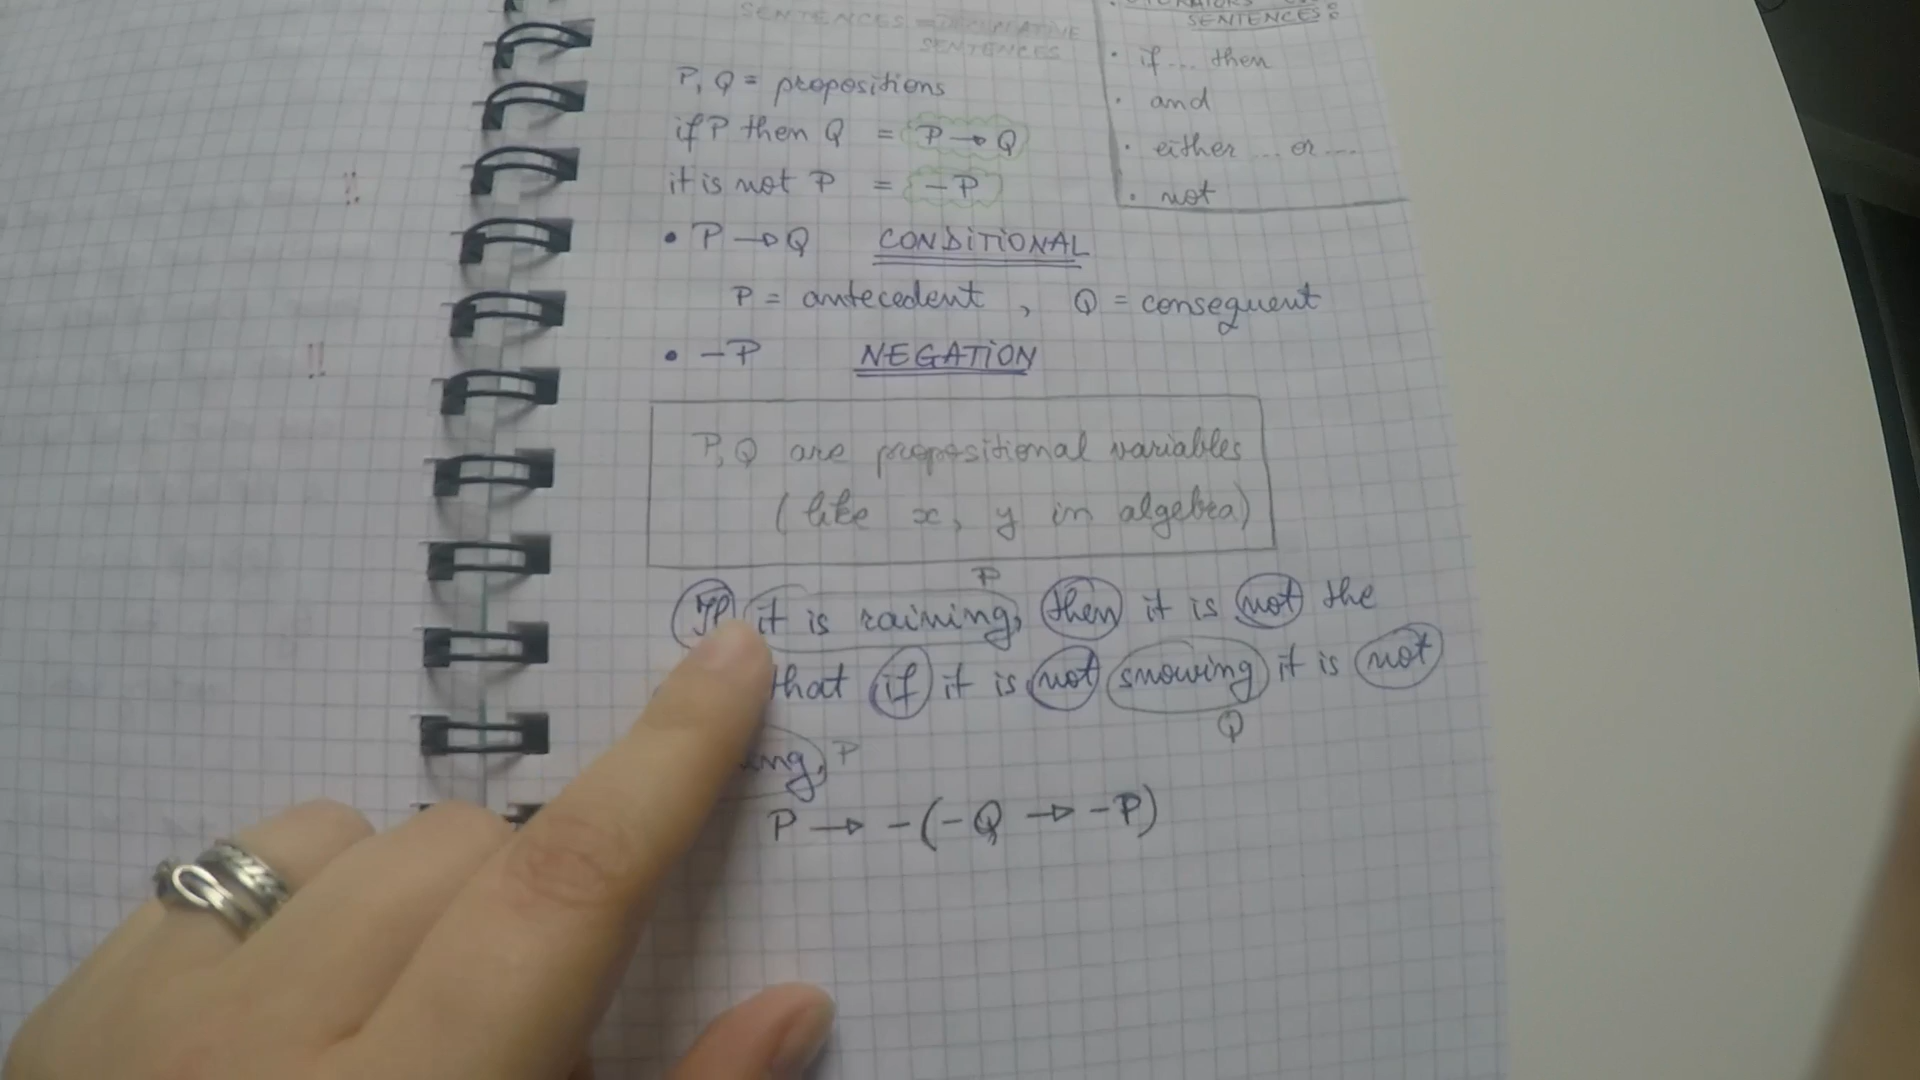 SENTENCES = DECLARATIVE
SENTENCES
P, Q = propositions
if P then Q = P → Q
it is not P = -P
• P → Q CONDITIONAL
P = antecedent , Q = consequent
• -P NEGATION
P, Q are propositional variables
(like x, y in algebra)
P
If it is raining, then it is not the
that if it is not snowing it is not
Q
P
P → -(-Q → -P)
SENTENCES:
• if ... then
• and
• either ... or ...
• not
!!
!!